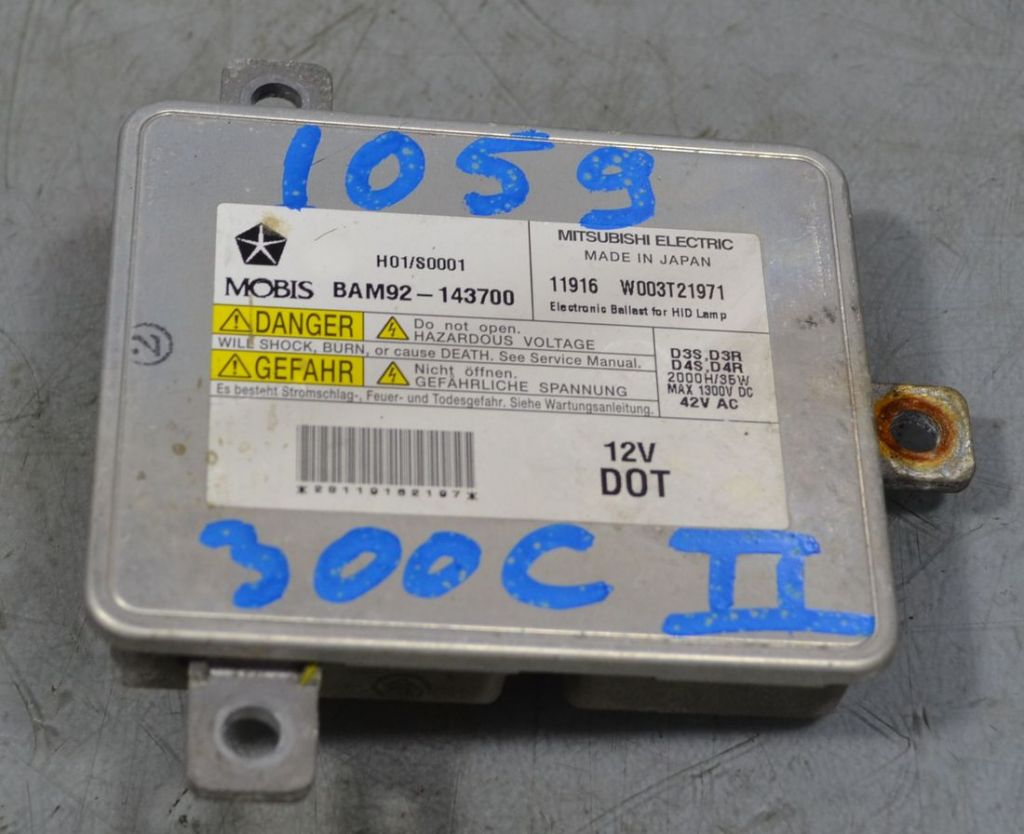 1059
H01/S0001
MOBIS BAM92-143700
MITSUBISHI ELECTRIC
MADE IN JAPAN
11916 W003T21971
Electronic Ballast for HID Lamp
DANGER
Do not open.
HAZARDOUS VOLTAGE
WILL SHOCK, BURN, or cause DEATH. See Service Manual.
GEFAHR
Nicht öffnen.
GEFÄHRLICHE SPANNUNG
Es besteht Stromschlag-, Feuer- und Todesgefahr. Siehe Wartungsanleitung.
D3S,D3R
D4S,D4R
2000H/35W
MAX 1300V DC
42V AC
12V
DOT
300C II